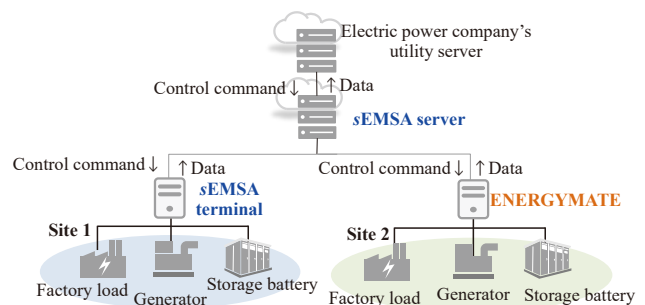 Electric power company's
utility server
Control command ↓ ↑ Data
sEMSA server
Control command ↓ ↑ Data
Control command ↓ ↑ Data
sEMSA
terminal
ENERGYMATE
Site 1
Site 2
Factory load
Generator
Storage battery
Factory load
Generator
Storage battery